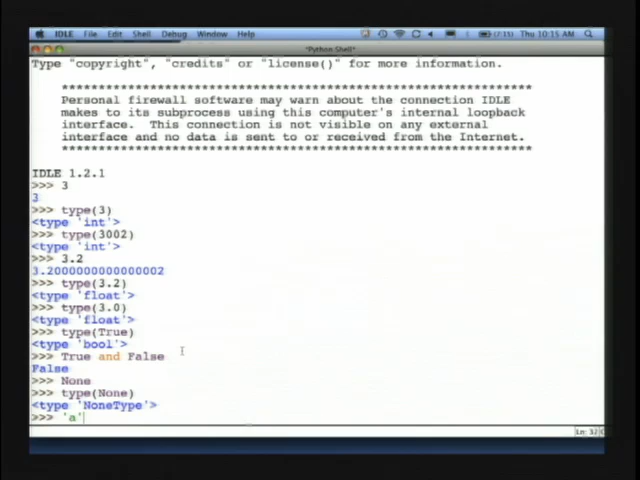 IDLE File Edit Shell Debug Window Help (7:11) Thu 10:15 AM
*Python Shell*
Type "copyright", "credits" or "license()" for more information.
****************************************************************
Personal firewall software may warn about the connection IDLE
makes to its subprocess using this computer's internal loopback
interface. This connection is not visible on any external
interface and no data is sent to or received from the Internet.
****************************************************************
IDLE 1.2.1
>>> 3
3
>>> type(3)
<type 'int'>
>>> type(3002)
<type 'int'>
>>> 3.2
3.2000000000000002
>>> type(3.2)
<type 'float'>
>>> type(3.0)
<type 'float'>
>>> type(True)
<type 'bool'>
>>> True and False
False
>>> None
>>> type(None)
<type 'NoneType'>
>>> 'a'
Ln: 32